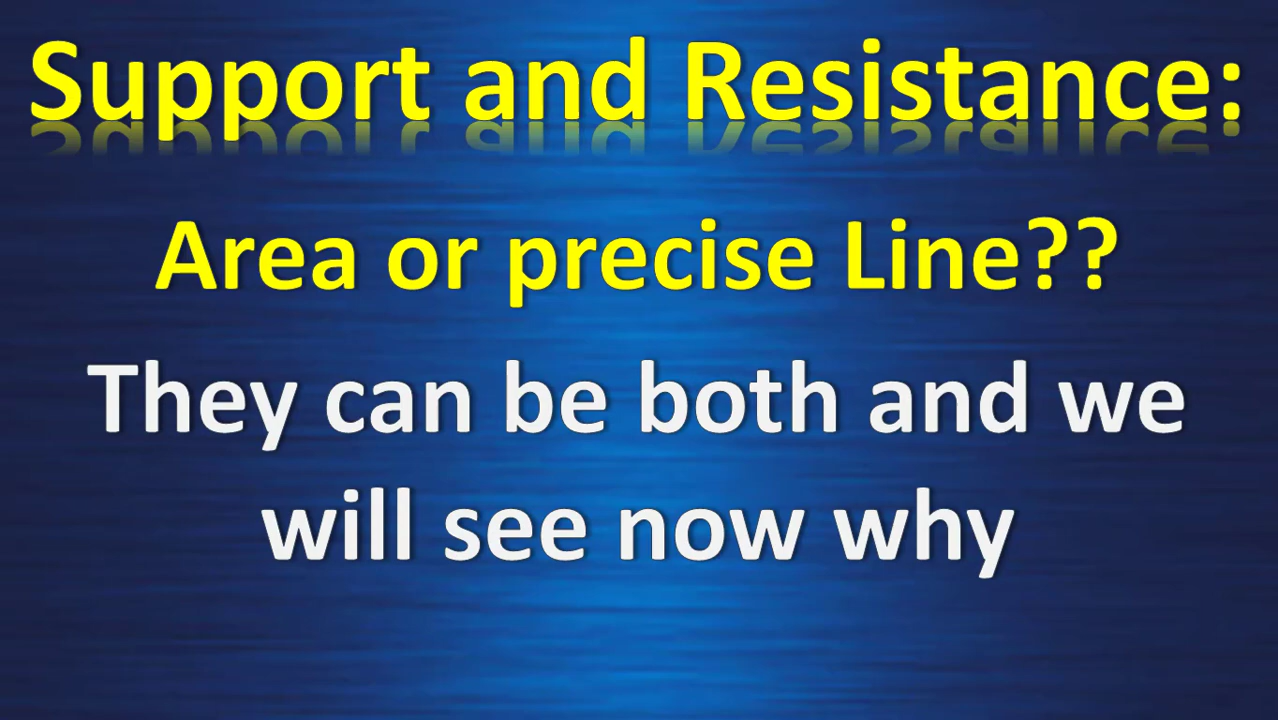 Support and Resistance:
Area or precise Line??
They can be both and we
will see now why